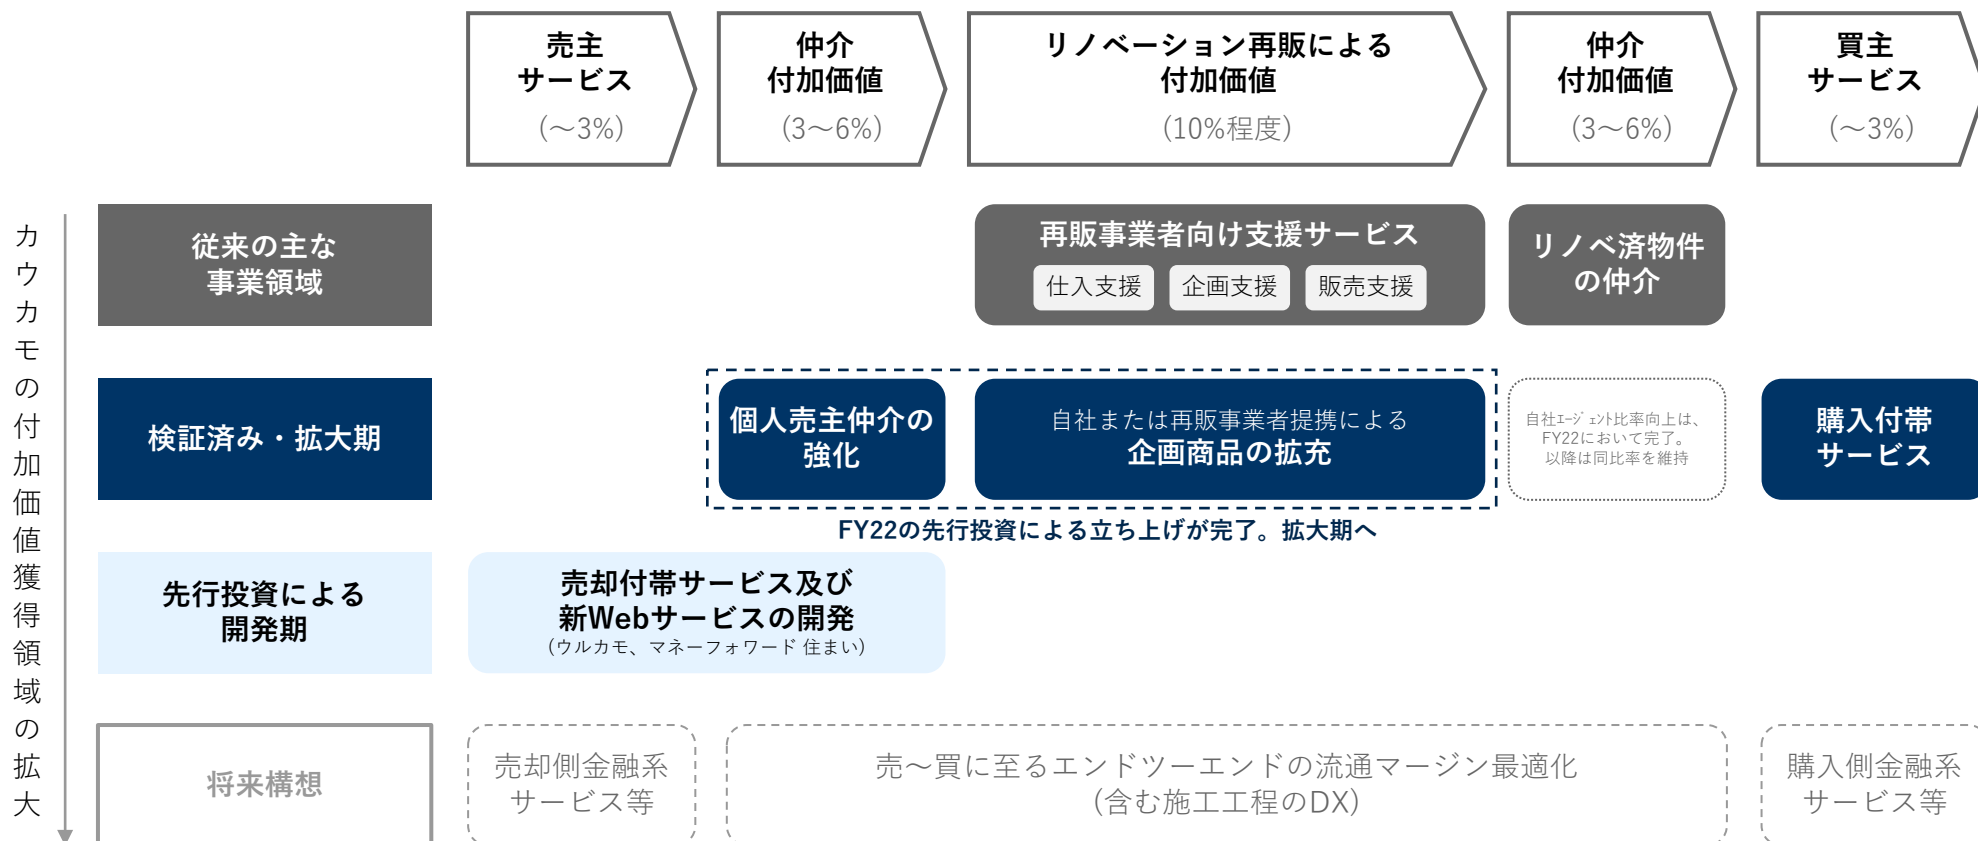 売主
サービス
(～3%)
仲介
付加価値
(3～6%)
リノベーション再販による
付加価値
(10%程度)
仲介
付加価値
(3～6%)
買主
サービス
(～3%)
カウカモの付加価値獲得領域の拡大
従来の主な
事業領域
再販事業者向け支援サービス
仕入支援
企画支援
販売支援
リノベ済物件
の仲介
検証済み・拡大期
個人売主仲介の
強化
自社または再販事業者提携による
企画商品の拡充
自社ｴｰｼﾞｪﾝﾄ比率向上は、
FY22において完了。
以降は同比率を維持
購入付帯
サービス
FY22の先行投資による立ち上げが完了。拡大期へ
先行投資による
開発期
売却付帯サービス及び
新Webサービスの開発
(ウルカモ、マネーフォワード 住まい)
将来構想
売却側金融系
サービス等
売～買に至るエンドツーエンドの流通マージン最適化
(含む施工工程のDX)
購入側金融系
サービス等